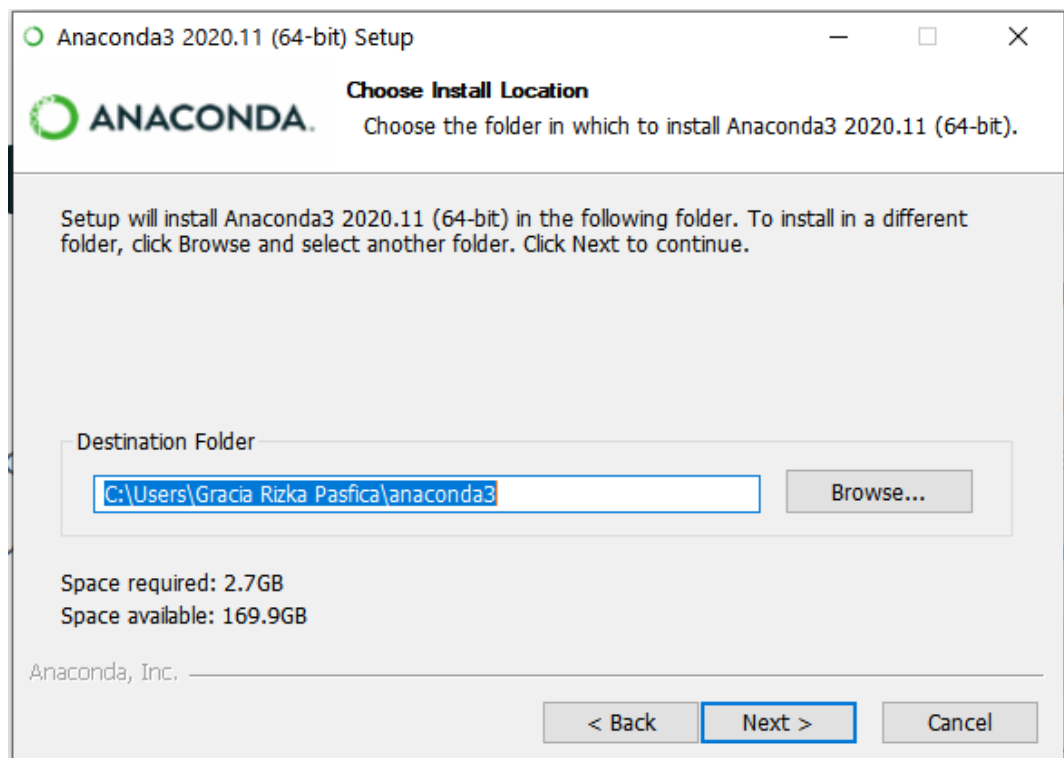 Anaconda3 2020.11 (64-bit) Setup
ANACONDA.
Choose Install Location
Choose the folder in which to install Anaconda3 2020.11 (64-bit).
Setup will install Anaconda3 2020.11 (64-bit) in the following folder. To install in a different
folder, click Browse and select another folder. Click Next to continue.
Destination Folder
C:\Users\Gracia Rizka Pasfica\anaconda3
Browse...
Space required: 2.7GB
Space available: 169.9GB
Anaconda, Inc.
< Back
Next >
Cancel